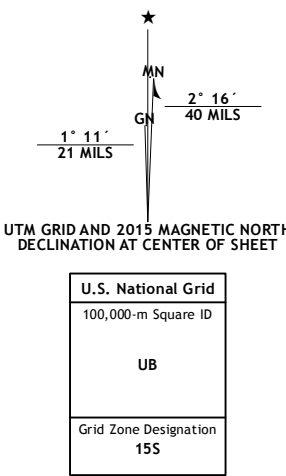 ★
MN
GN
2° 16´
40 MILS
1° 11´
21 MILS
UTM GRID AND 2015 MAGNETIC NORTH
DECLINATION AT CENTER OF SHEET
U.S. National Grid
100,000-m Square ID
UB
Grid Zone Designation
15S